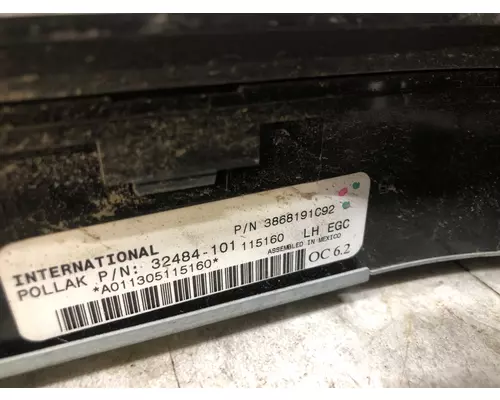 INTERNATIONAL P/N 3868191C92
POLLAK P/N: 32484-101 115160 LH EGC
*A011305115160* ASSEMBLED IN MEXICO
OC 6.2